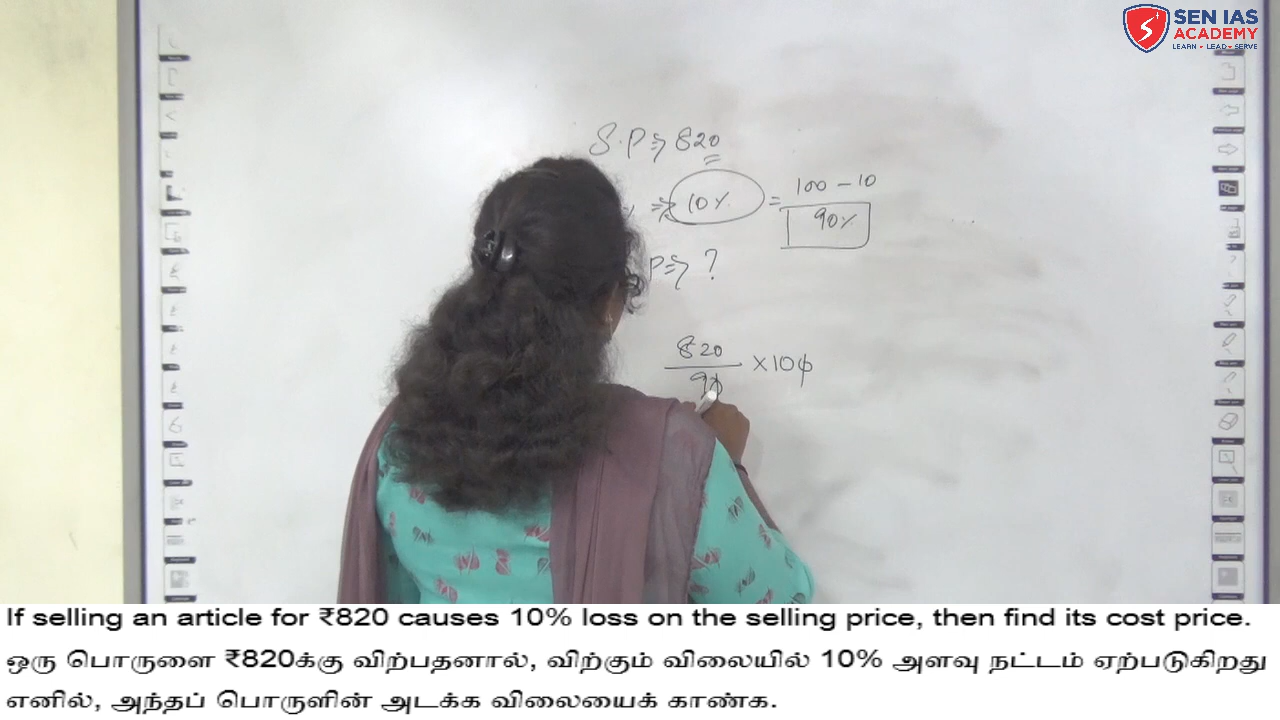 SEN IAS
ACADEMY
LEARN • LEAD • SERVE
S.P ⇒ 820
⇒ 10% = 100 - 10
90%
P ⇒ ?
820
90 × 100
If selling an article for ₹820 causes 10% loss on the selling price, then find its cost price.
ஒரு பொருளை ₹820க்கு விற்பதனால், விற்கும் விலையில் 10% அளவு நட்டம் ஏற்படுகிறது
எனில், அந்தப் பொருளின் அடக்க விலையைக் காண்க.